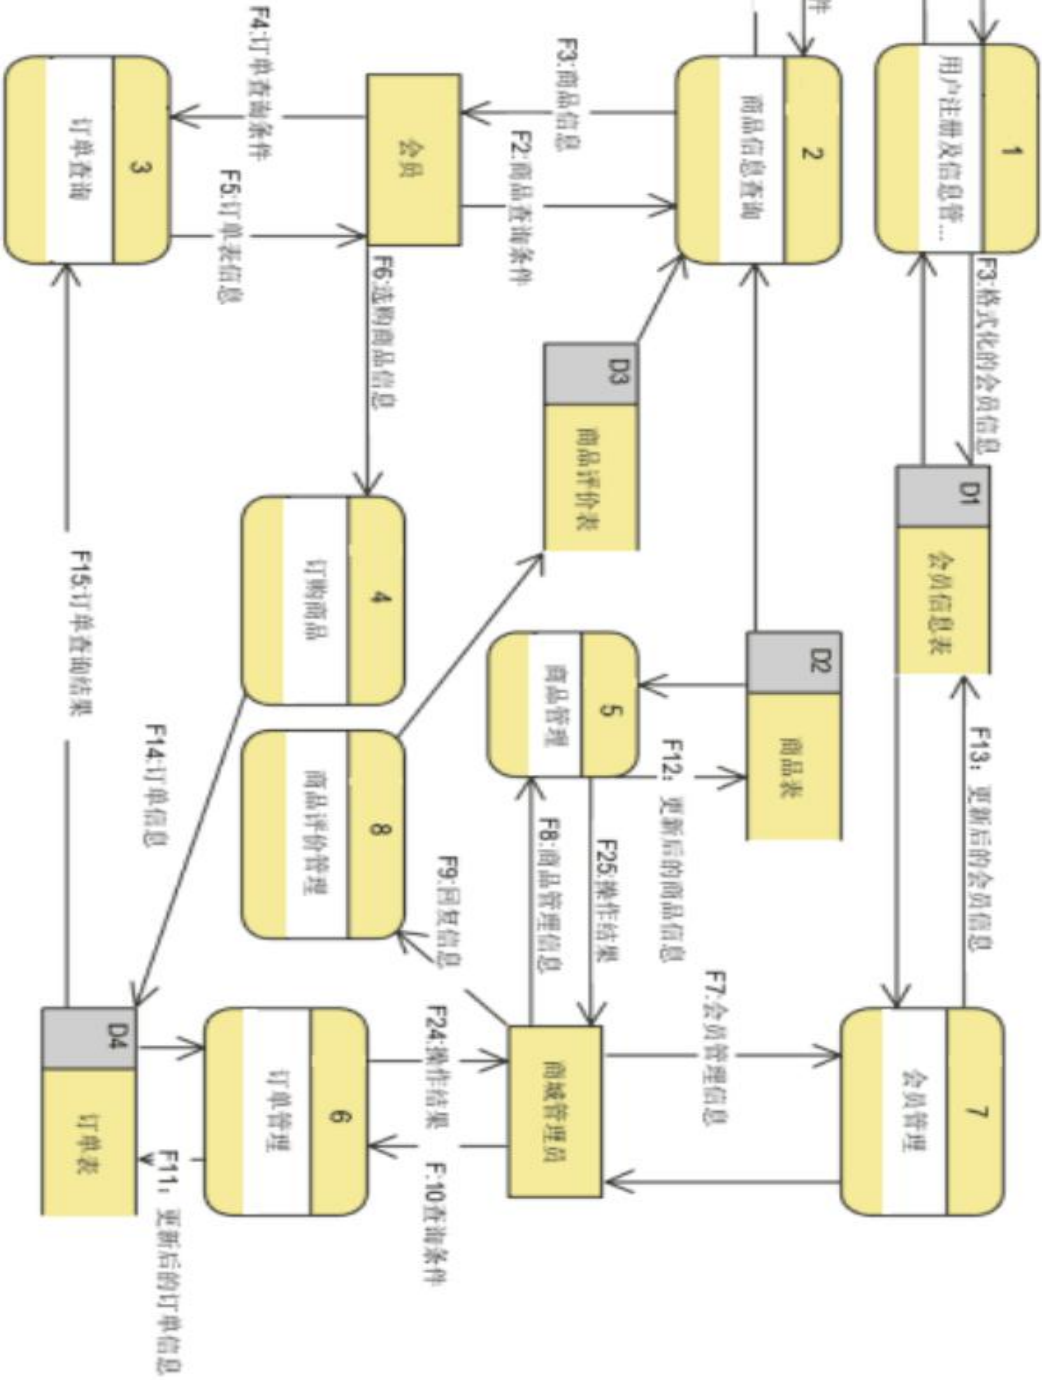 1
用户注册及信息管...
F3:格式化的会员信息
D1
会员信息表
F13：更新后的会员信息
7
会员管理
件
2
商品信息查询
D2
商品表
F7:会员管理信息
F3:商品信息
F2:商品查询条件
D3
商品评价表
5
商品管理
F12：更新后的商品信息
F25:操作结果
F8:商品管理信息
商城管理员
会员
F6:选购商品信息
4
订购商品
8
商品评价管理
F9:回复信息
F24:操作结果
F:10查询条件
6
订单管理
F4:订单查询条件
F5:订单表信息
3
订单查询
F15:订单查询结果
F14:订单信息
D4
订单表
F11：更新后的订单信息